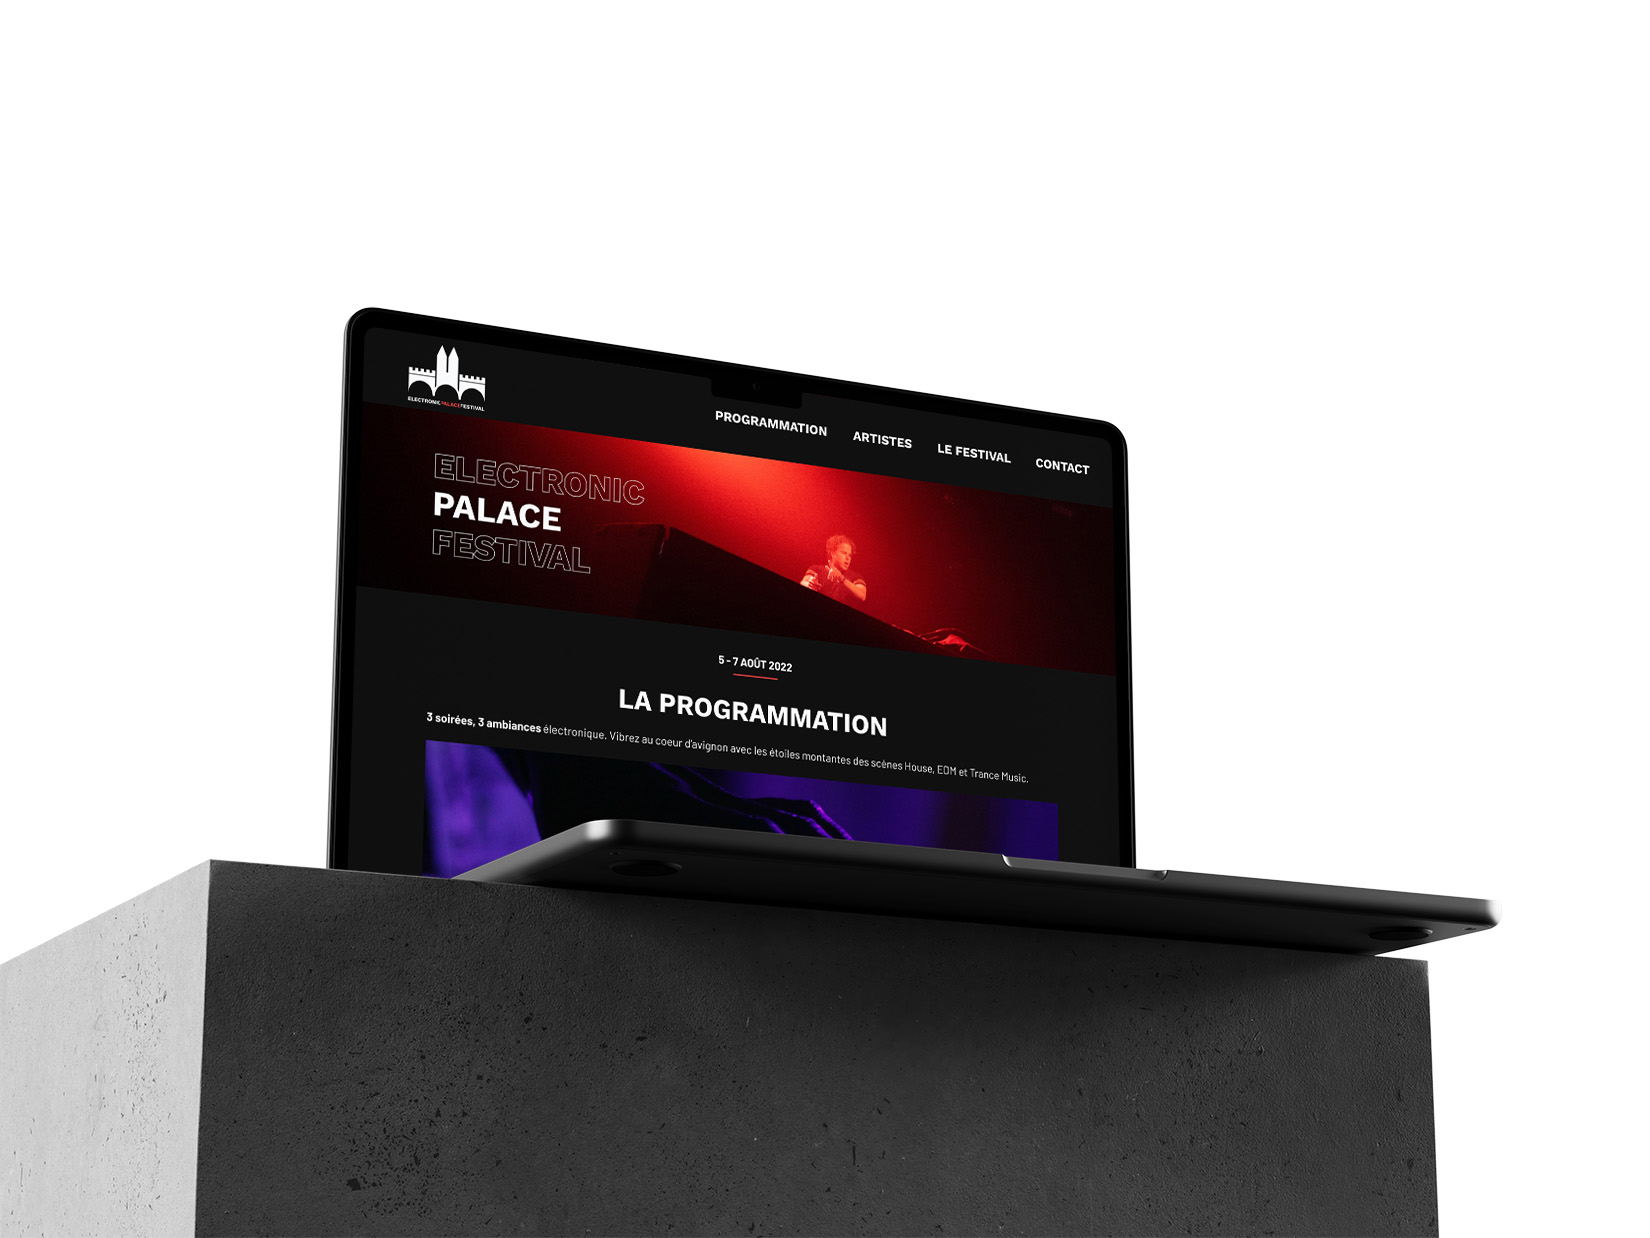 ELECTRONIC PALACE FESTIVAL
PROGRAMMATION
ARTISTES
LE FESTIVAL
CONTACT
ELECTRONIC
PALACE
FESTIVAL
5 - 7 AOÛT 2022
LA PROGRAMMATION
3 soirées, 3 ambiances électronique. Vibrez au coeur d'avignon avec les étoiles montantes des scènes House, EDM et Trance Music.